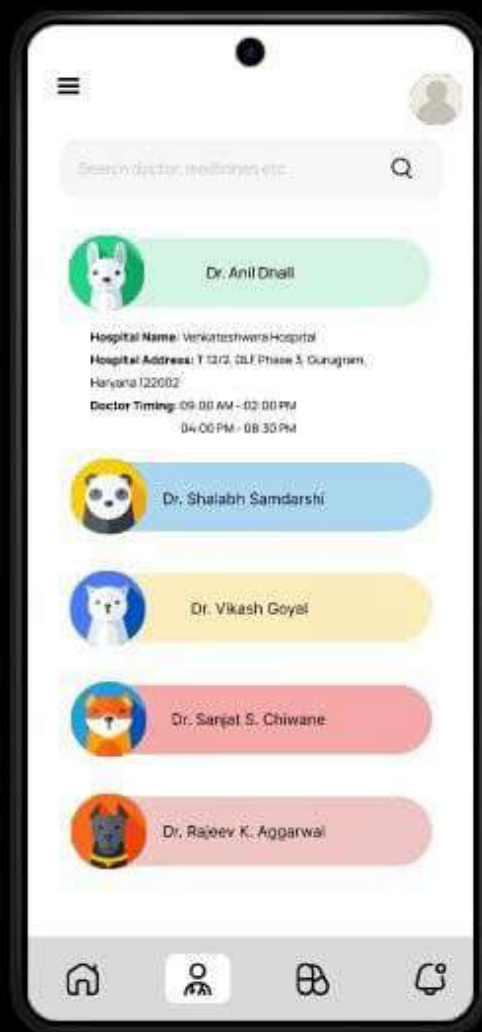 Search doctor, medicines etc
Dr. Anil Dhall
Hospital Name: Venkateshwara Hospital
Hospital Address: T 12/2, DLF Phase 3, Gurugram,
Haryana 122002
Doctor Timing: 09:00 AM - 02:00 PM
04:00 PM - 08:30 PM
Dr. Shalabh Samdarshi
Dr. Vikash Goyal
Dr. Sanjat S. Chiwane
Dr. Rajeev K. Aggarwal